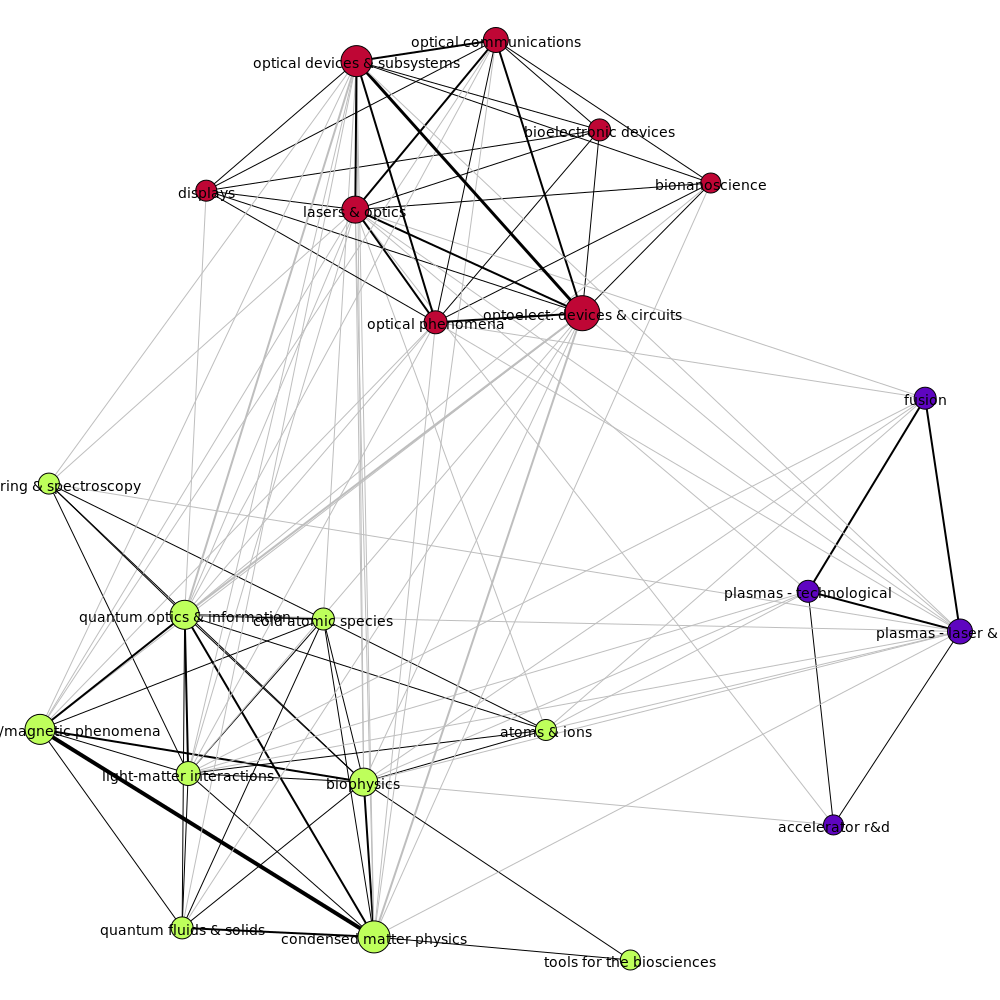 optical communications
optical devices & subsystems
bioelectronic devices
bionanoscience
displays
lasers & optics
optoelect. devices & circuits
optical phenomena
fusion
ring & spectroscopy
plasmas - technological
quantum optics & information
cold atomic species
plasmas - laser &
/magnetic phenomena
atoms & ions
light-matter interactions
biophysics
accelerator r&d
quantum fluids & solids
condensed matter physics
tools for the biosciences